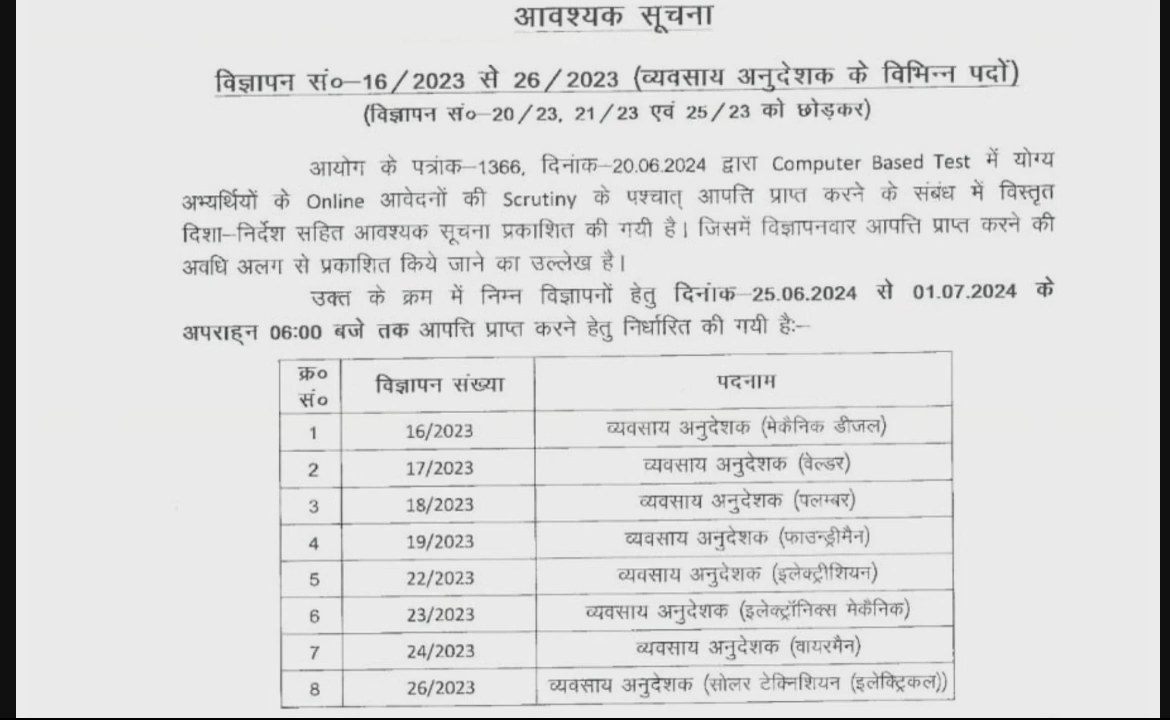 आवश्यक सूचना
विज्ञापन सं०–16/2023 से 26/2023 (व्यवसाय अनुदेशक के विभिन्न पदों)
(विज्ञापन सं०–20/23, 21/23 एवं 25/23 को छोड़कर)
आयोग के पत्रांक–1366, दिनांक–20.06.2024 द्वारा Computer Based Test में योग्य
अभ्यर्थियों के Online आवेदनों की Scrutiny के पश्चात् आपत्ति प्राप्त करने के संबंध में विस्तृत
दिशा–निर्देश सहित आवश्यक सूचना प्रकाशित की गयी है। जिसमें विज्ञापनवार आपत्ति प्राप्त करने की
अवधि अलग से प्रकाशित किये जाने का उल्लेख है।
उक्त के क्रम में निम्न विज्ञापनों हेतु दिनांक–25.06.2024 से 01.07.2024 के
अपराह्न 06:00 बजे तक आपत्ति प्राप्त करने हेतु निर्धारित की गयी है:–
क्र० सं० विज्ञापन संख्या पदनाम
1 16/2023 व्यवसाय अनुदेशक (मेकैनिक डीजल)
2 17/2023 व्यवसाय अनुदेशक (वेल्डर)
3 18/2023 व्यवसाय अनुदेशक (पलम्बर)
4 19/2023 व्यवसाय अनुदेशक (फाउन्ड्रीमैन)
5 22/2023 व्यवसाय अनुदेशक (इलेक्ट्रीशियन)
6 23/2023 व्यवसाय अनुदेशक (इलेक्ट्रॉनिक्स मेकैनिक)
7 24/2023 व्यवसाय अनुदेशक (वायरमैन)
8 26/2023 व्यवसाय अनुदेशक (सोलर टेक्निशियन (इलेक्ट्रिकल))